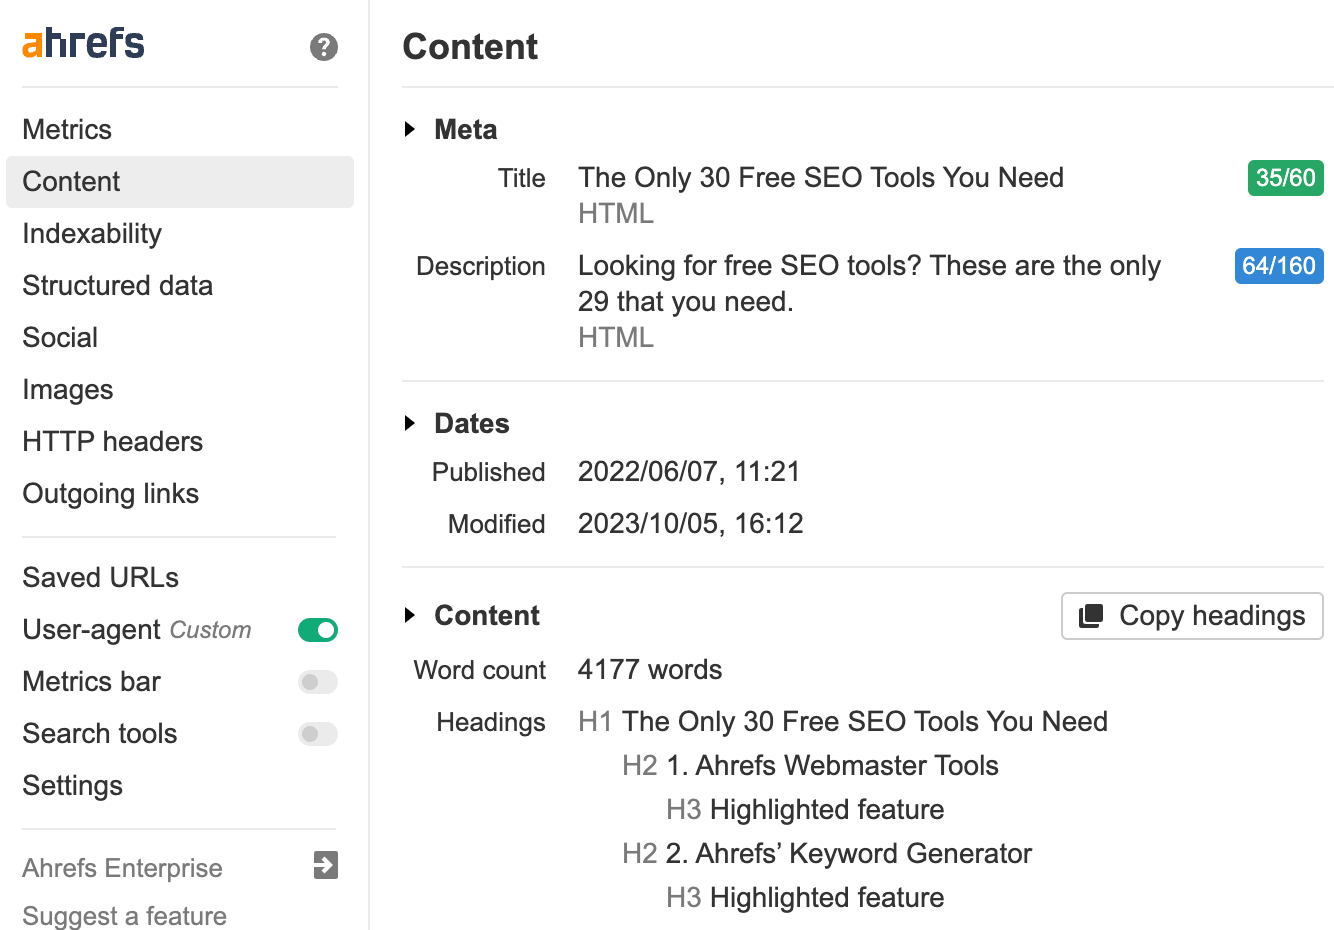 ahrefs
?
Metrics
Content
Indexability
Structured data
Social
Images
HTTP headers
Outgoing links
Saved URLs
User-agent Custom
Metrics bar
Search tools
Settings
Ahrefs Enterprise
Suggest a feature
Content
Meta
Title The Only 30 Free SEO Tools You Need 35/60
HTML
Description Looking for free SEO tools? These are the only 64/160
29 that you need.
HTML
Dates
Published 2022/06/07, 11:21
Modified 2023/10/05, 16:12
Content Copy headings
Word count 4177 words
Headings H1 The Only 30 Free SEO Tools You Need
H2 1. Ahrefs Webmaster Tools
H3 Highlighted feature
H2 2. Ahrefs’ Keyword Generator
H3 Highlighted feature